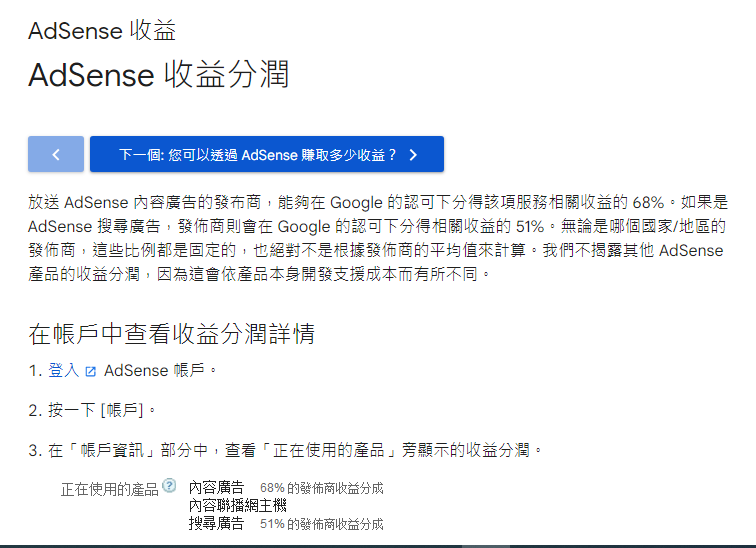 AdSense 收益
AdSense 收益分潤
下一個: 您可以透過 AdSense 賺取多少收益？
放送 AdSense 內容廣告的發布商，能夠在 Google 的認可下分得該項服務相關收益的 68%。如果是
AdSense 搜尋廣告，發佈商則會在 Google 的認可下分得相關收益的 51%。無論是哪個國家/地區的
發佈商，這些比例都是固定的，也絕對不是根據發佈商的平均值來計算。我們不揭露其他 AdSense
產品的收益分潤，因為這會依產品本身開發支援成本而有所不同。
在帳戶中查看收益分潤詳情
1. 登入 AdSense 帳戶。
2. 按一下 [帳戶]。
3. 在「帳戶資訊」部分中，查看「正在使用的產品」旁顯示的收益分潤。
正在使用的產品 ? 內容廣告 68% 的發佈商收益分成
內容聯播網主機
搜尋廣告 51% 的發佈商收益分成